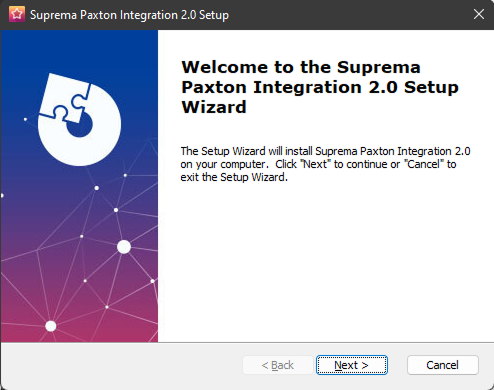 Suprema Paxton Integration 2.0 Setup
Welcome to the Suprema
Paxton Integration 2.0 Setup
Wizard
The Setup Wizard will install Suprema Paxton Integration 2.0
on your computer. Click "Next" to continue or "Cancel" to
exit the Setup Wizard.
< Back Next > Cancel